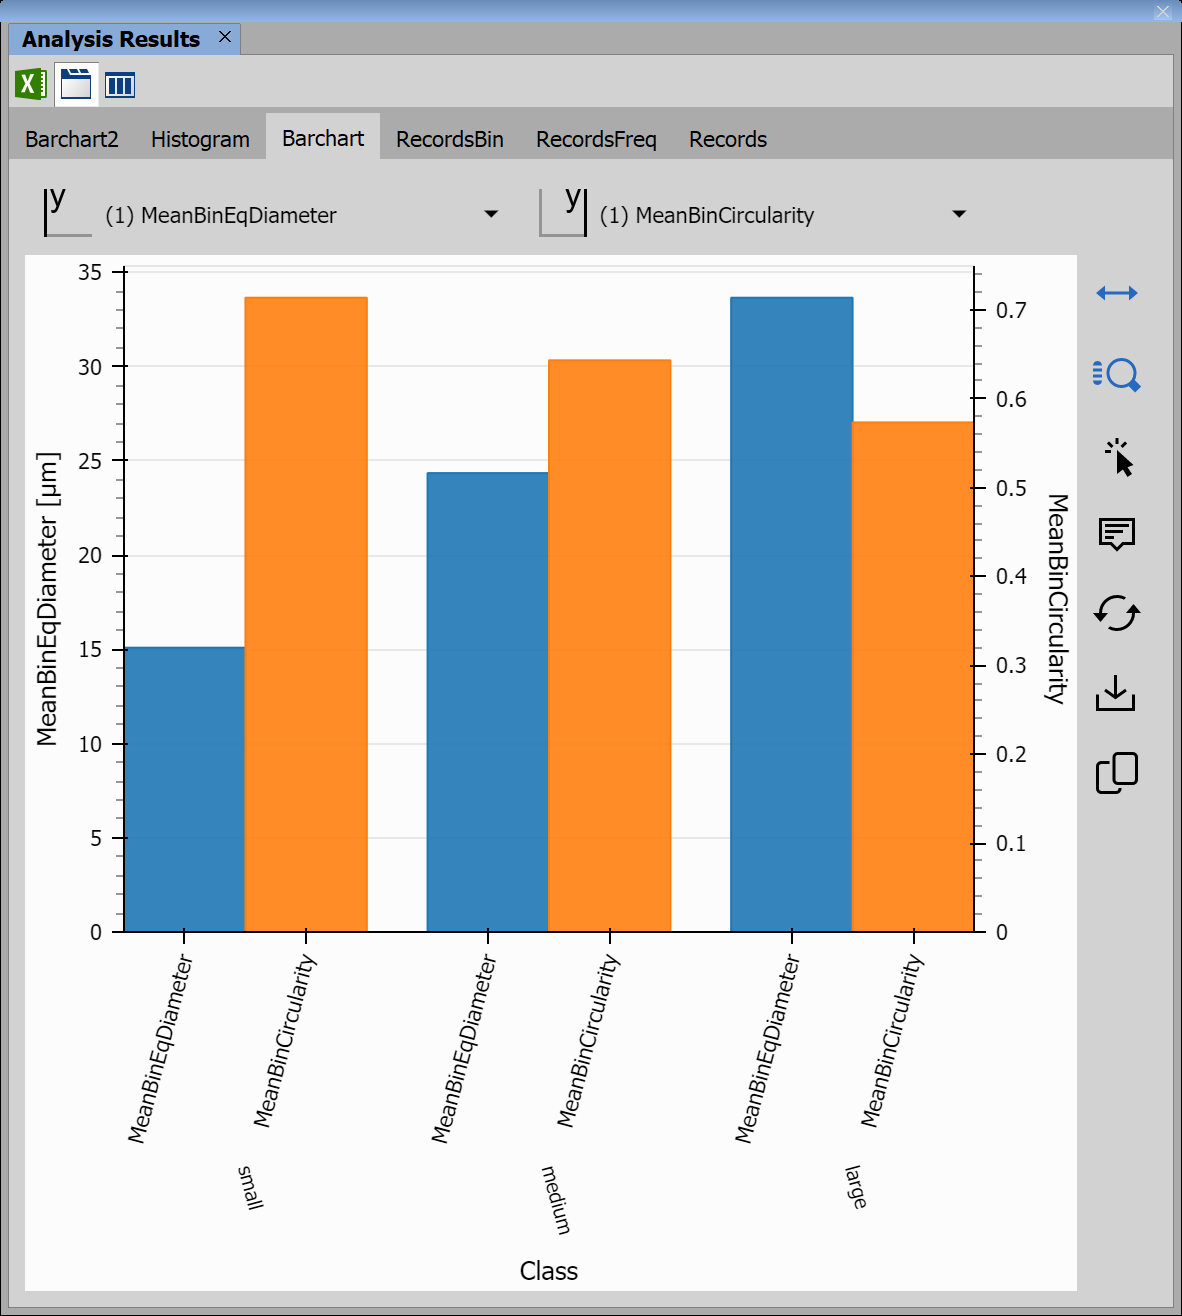 Analysis Results
X
Barchart2 Histogram Barchart RecordsBin RecordsFreq Records
y (1) MeanBinEqDiameter y (1) MeanBinCircularity
MeanBinEqDiameter [µm]
35
30
25
20
15
10
5
0
0.7
0.6
0.5
0.4
0.3
0.2
0.1
0
MeanBinCircularity
MeanBinEqDiameter
MeanBinCircularity
MeanBinEqDiameter
MeanBinCircularity
MeanBinEqDiameter
MeanBinCircularity
small
medium
large
Class